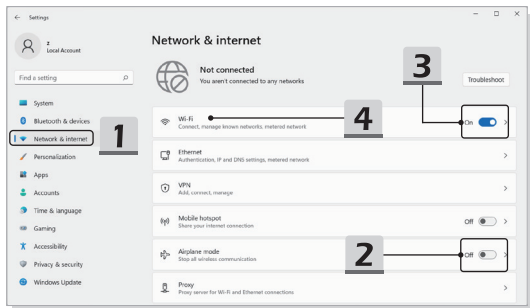 Settings
z
Local Account
Find a setting
System
Bluetooth & devices
Network & internet
Personalization
Apps
Accounts
Time & language
Gaming
Accessibility
Privacy & security
Windows Update
1
Network & internet
Not connected
You aren't connected to any networks
Troubleshoot
3
Wi-Fi
Connect, manage known networks, metered network
4
On
Ethernet
Authentication, IP and DNS settings, metered network
VPN
Add, connect, manage
Mobile hotspot
Share your internet connection
Off
Airplane mode
Stop all wireless communication
2
Off
Proxy
Proxy server for Wi-Fi and Ethernet connections